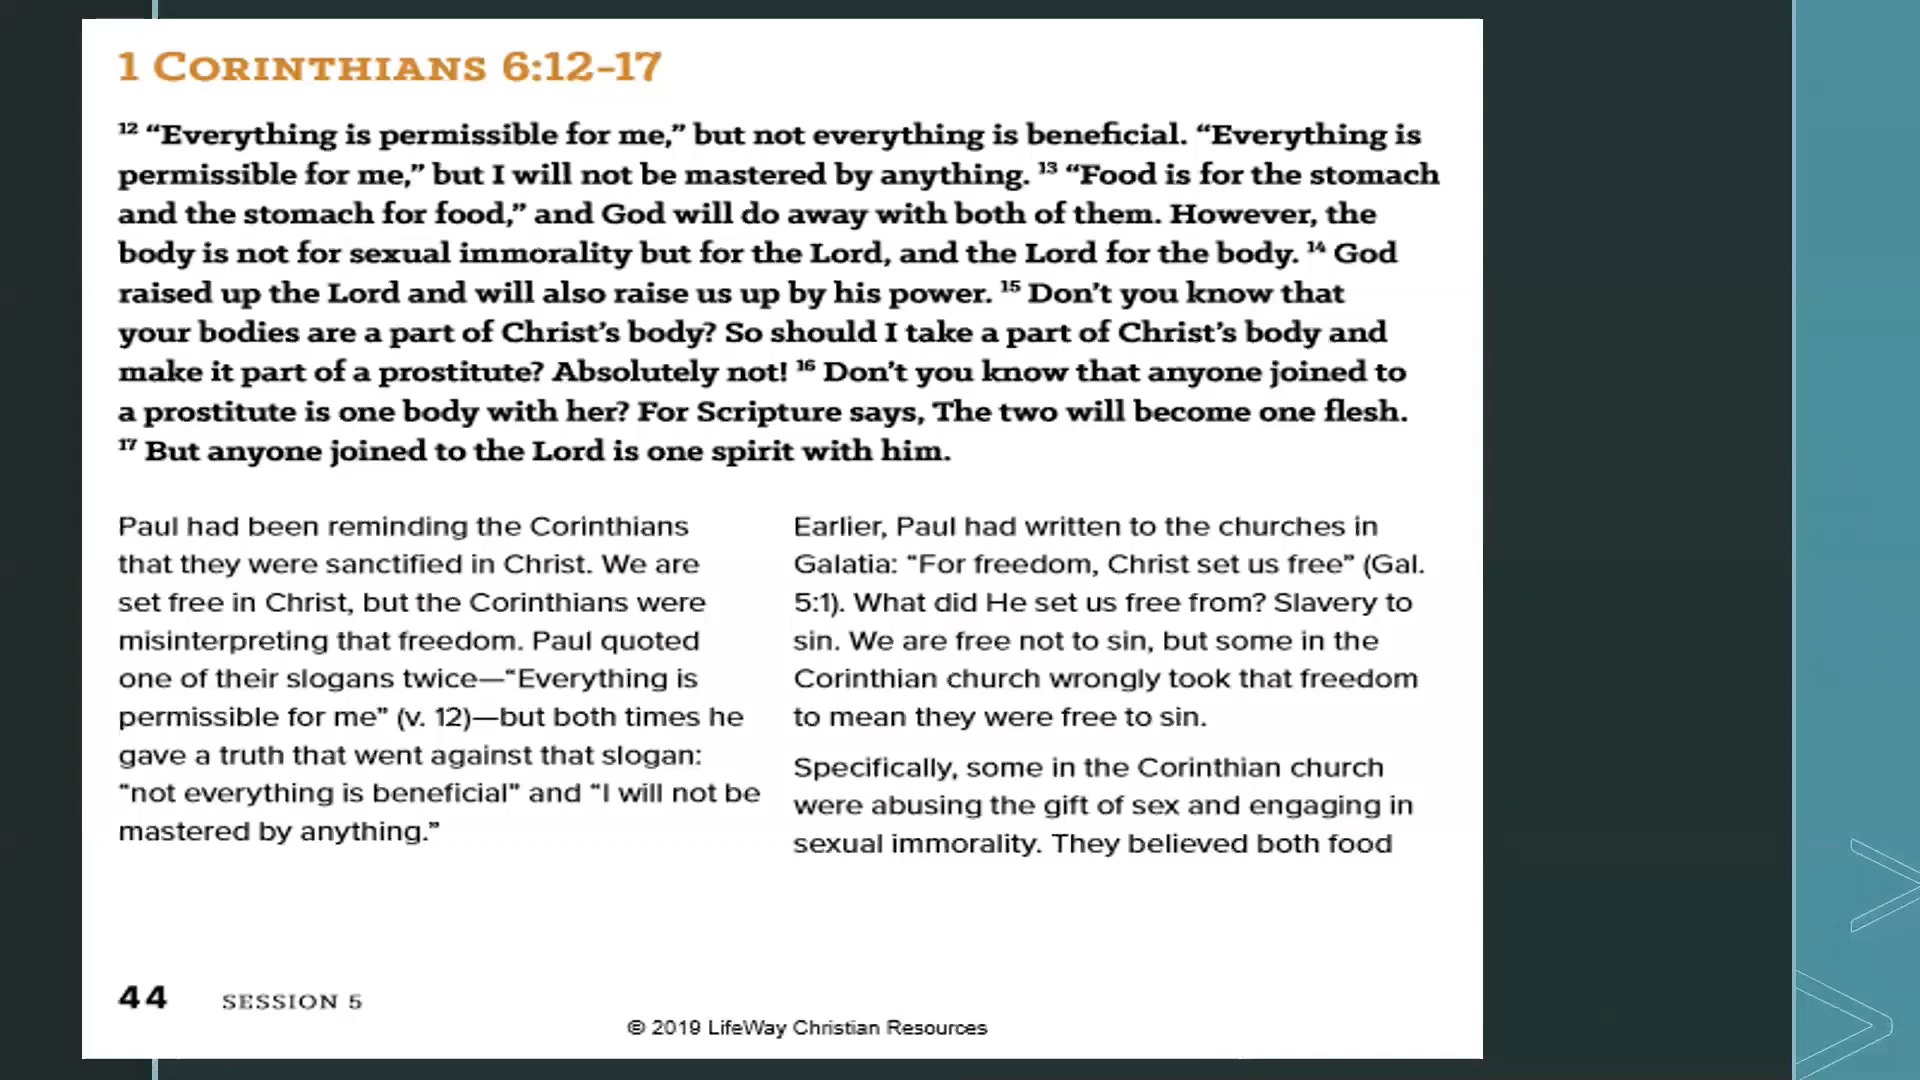 1 CORINTHIANS 6:12–17
12 “Everything is permissible for me,” but not everything is beneficial. “Everything is
permissible for me,” but I will not be mastered by anything. 13 “Food is for the stomach
and the stomach for food,” and God will do away with both of them. However, the
body is not for sexual immorality but for the Lord, and the Lord for the body. 14 God
raised up the Lord and will also raise us up by his power. 15 Don’t you know that
your bodies are a part of Christ’s body? So should I take a part of Christ’s body and
make it part of a prostitute? Absolutely not! 16 Don’t you know that anyone joined to
a prostitute is one body with her? For Scripture says, The two will become one flesh.
17 But anyone joined to the Lord is one spirit with him.
Paul had been reminding the Corinthians
that they were sanctified in Christ. We are
set free in Christ, but the Corinthians were
misinterpreting that freedom. Paul quoted
one of their slogans twice—“Everything is
permissible for me” (v. 12)—but both times he
gave a truth that went against that slogan:
“not everything is beneficial” and “I will not be
mastered by anything.”
Earlier, Paul had written to the churches in
Galatia: “For freedom, Christ set us free” (Gal.
5:1). What did He set us free from? Slavery to
sin. We are free not to sin, but some in the
Corinthian church wrongly took that freedom
to mean they were free to sin.
Specifically, some in the Corinthian church
were abusing the gift of sex and engaging in
sexual immorality. They believed both food
44 SESSION 5
© 2019 LifeWay Christian Resources